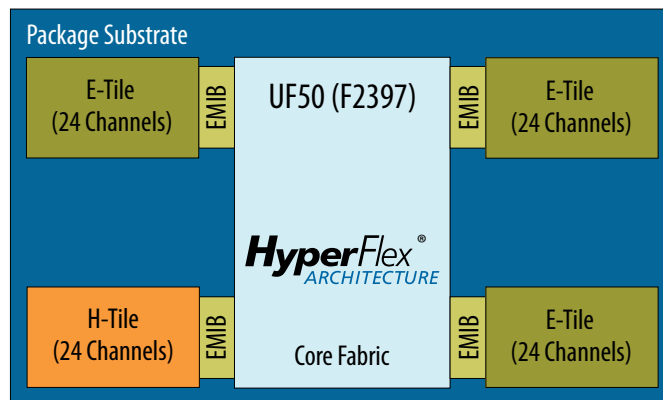 Package Substrate
E-Tile
(24 Channels)
EMIB
UF50 (F2397)
EMIB
E-Tile
(24 Channels)
HyperFlex®
ARCHITECTURE
H-Tile
(24 Channels)
EMIB
Core Fabric
EMIB
E-Tile
(24 Channels)